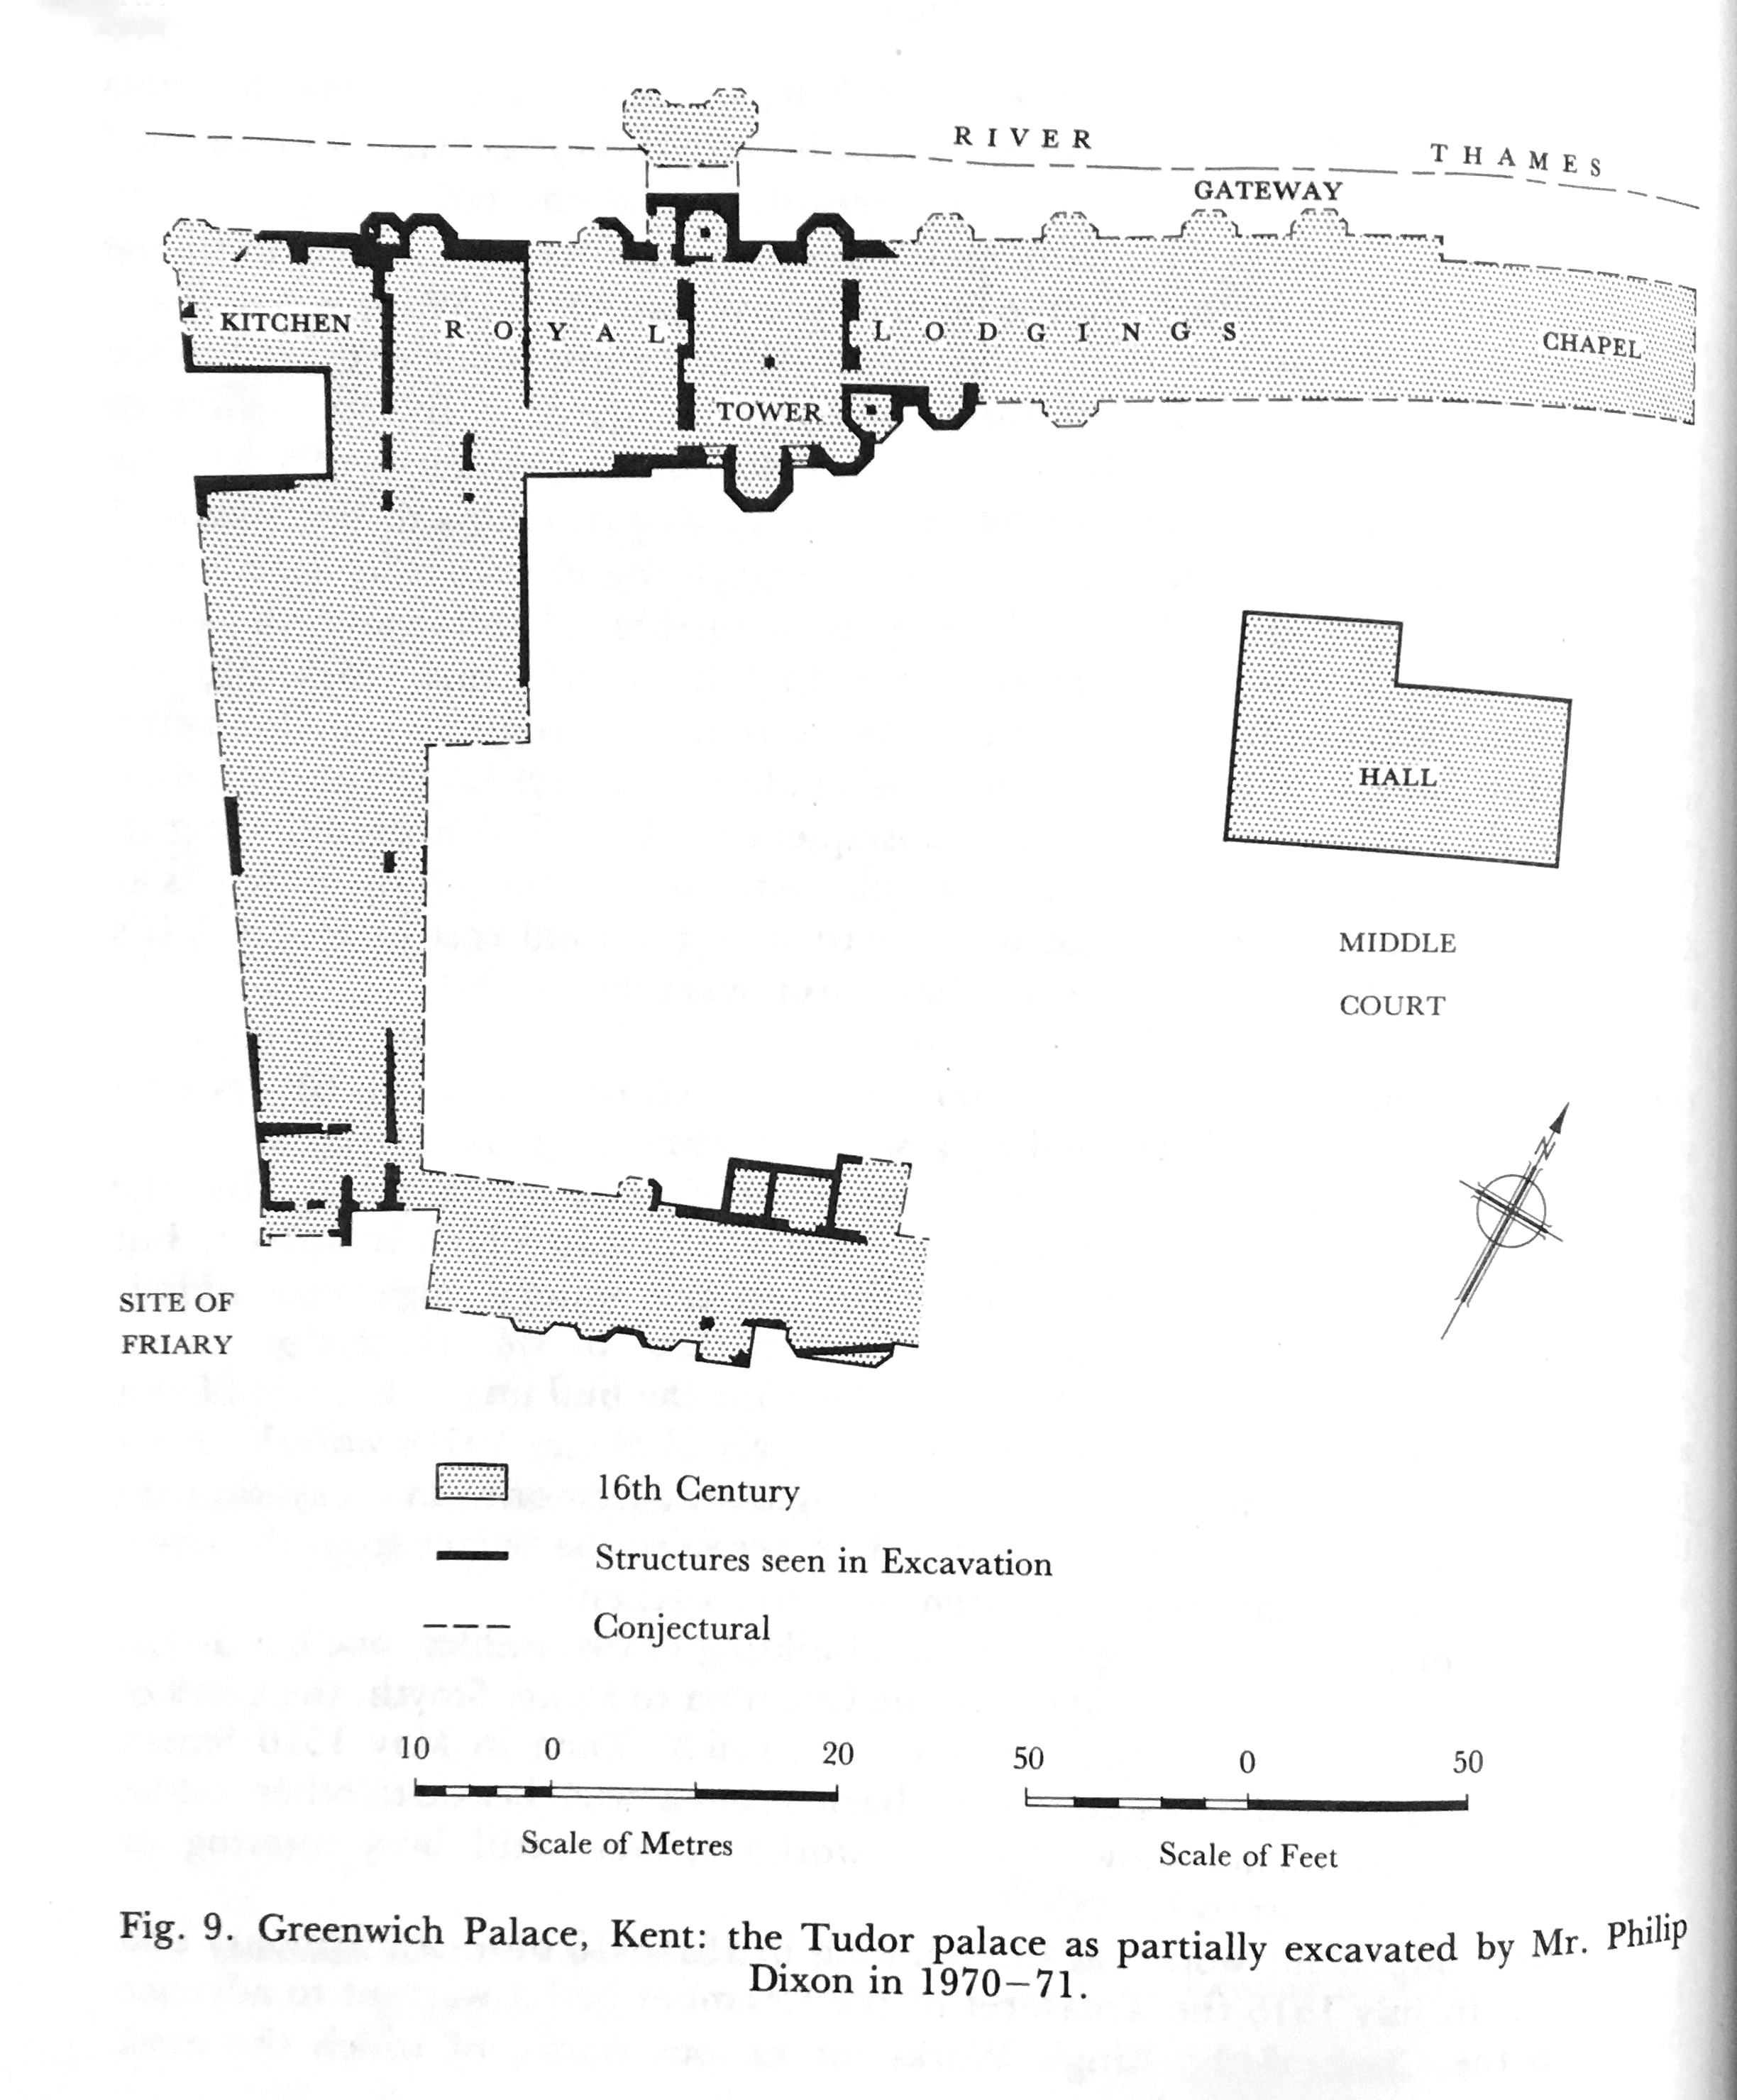 RIVER THAMES
GATEWAY
KITCHEN
ROYAL LODGINGS
CHAPEL
TOWER
HALL
MIDDLE
COURT
N
SITE OF
FRIARY
16th Century
Structures seen in Excavation
Conjectural
10 0 20
Scale of Metres
50 0 50
Scale of Feet
Fig. 9. Greenwich Palace, Kent: the Tudor palace as partially excavated by Mr. Philip
Dixon in 1970–71.